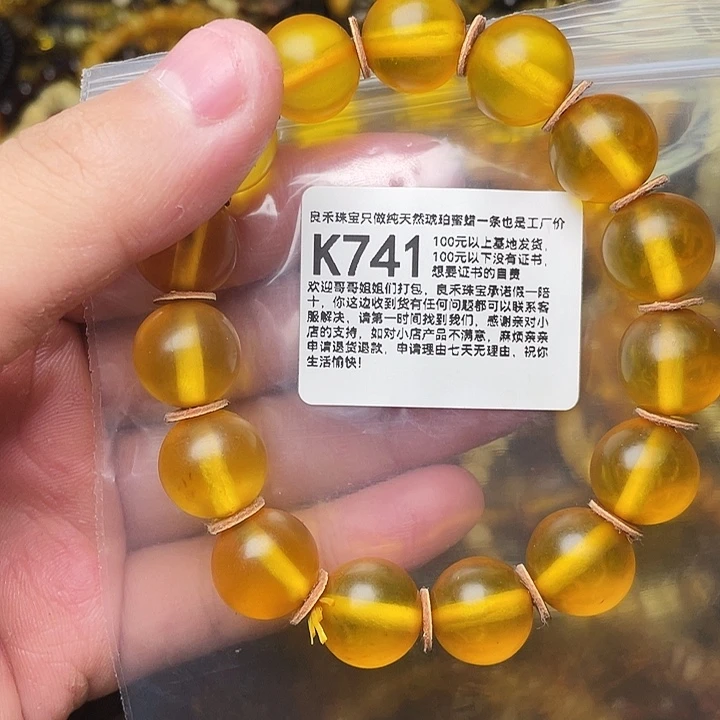 良禾珠宝只做纯天然琥珀蜜蜡一条也是工厂价
K741
100元以上基地发货,
100元以下没有证书,
想要证书的自费
欢迎哥哥姐姐们打包, 良禾珠宝承诺假一赔
十, 你这边收到货有任何问题都可以联系客
服解决、请第一时间找到我们, 感谢亲对小
店的支持, 如对小店产品不满意, 麻烦亲亲
申请退货退款, 申请理由七天无理由、祝你
生活愉快!